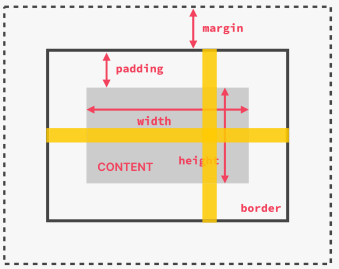 margin
padding
width
height
CONTENT
border